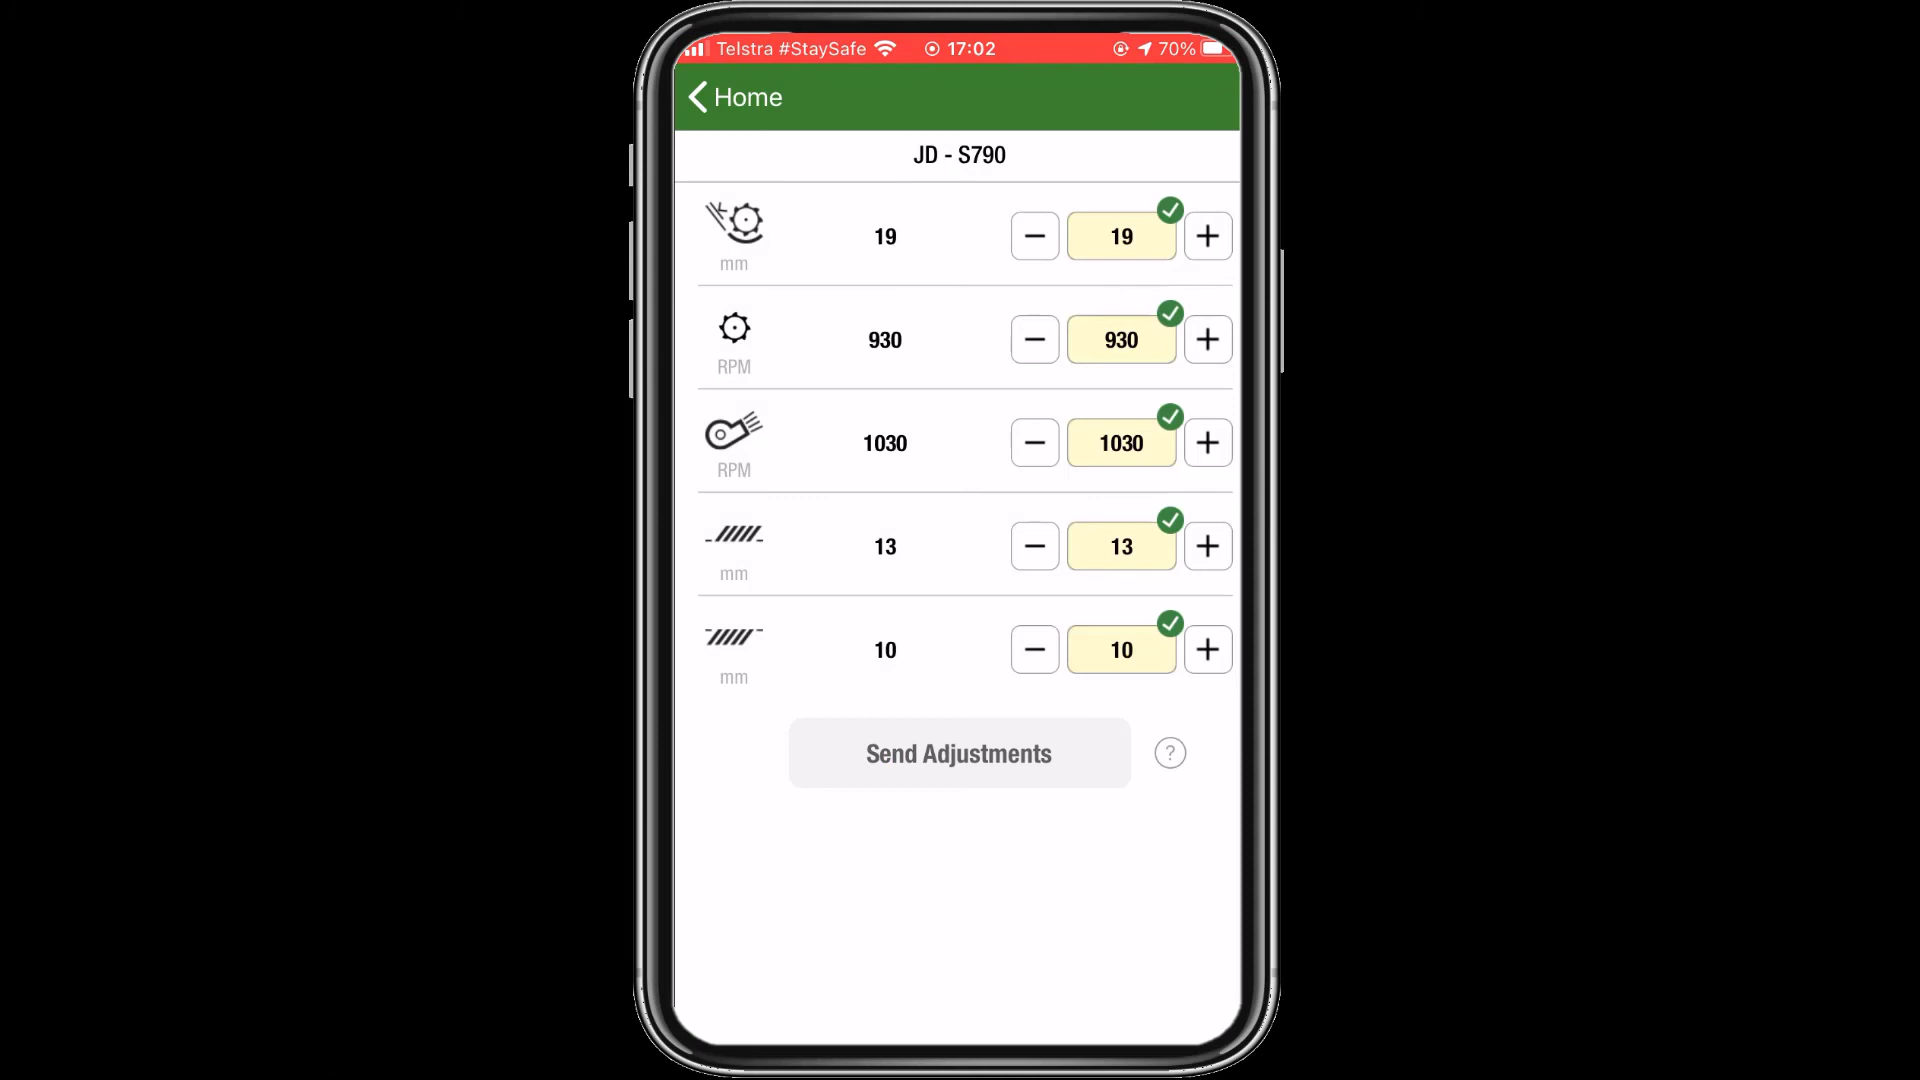 Telstra #StaySafe 17:02 70%
Home
JD - S790
19 19
mm
930 930
RPM
1030 1030
RPM
13 13
mm
10 10
mm
Send Adjustments ?